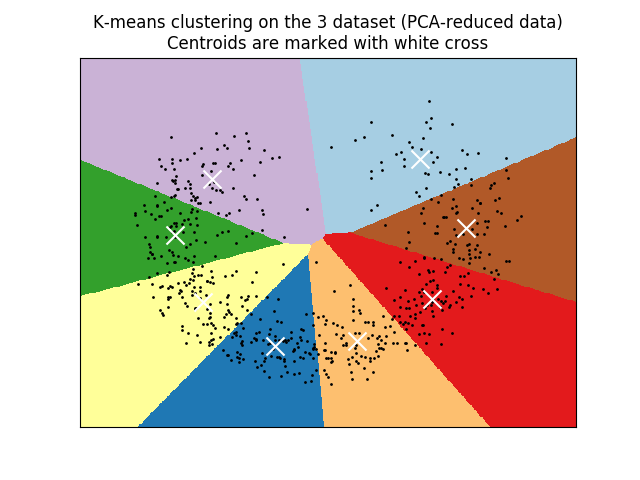 K-means clustering on the 3 dataset (PCA-reduced data)
Centroids are marked with white cross